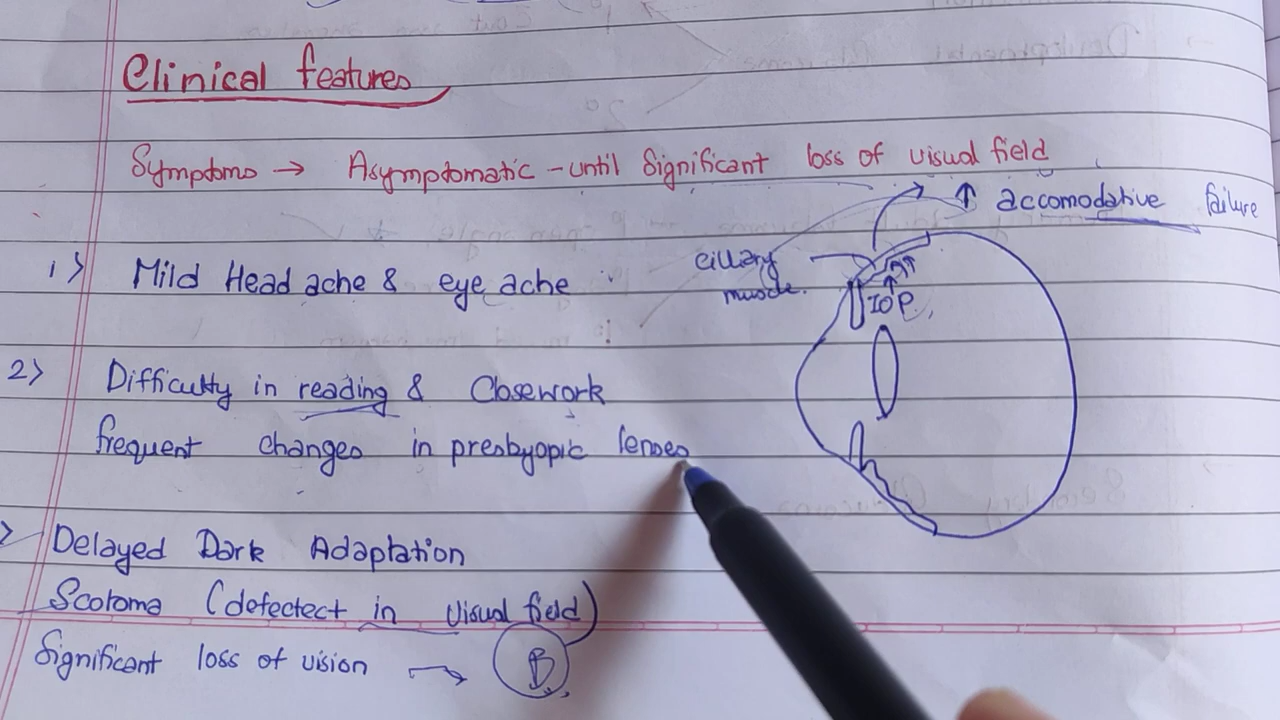 Clinical features
Symptoms → Asymptomatic - until Significant loss of visual field
↑ accomodative failure
1> Mild Head ache & eye ache
cillary
muscle.
IOP
2> Difficulty in reading & Closework
frequent changes in presbyopic lenses
> Delayed Dark Adaptation
Scotoma (defectect in visual field)
Significant loss of vision → B